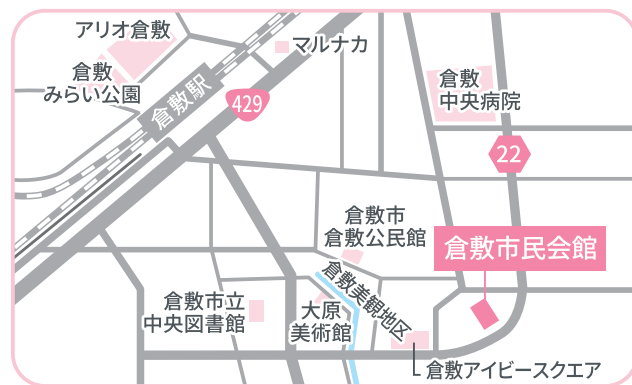 アリオ倉敷
マルナカ
倉敷
みらい公園
倉敷駅
429
倉敷
中央病院
22
倉敷市
倉敷公民館
倉敷市民会館
倉敷美観地区
倉敷市立
中央図書館
大原
美術館
倉敷アイビースクエア